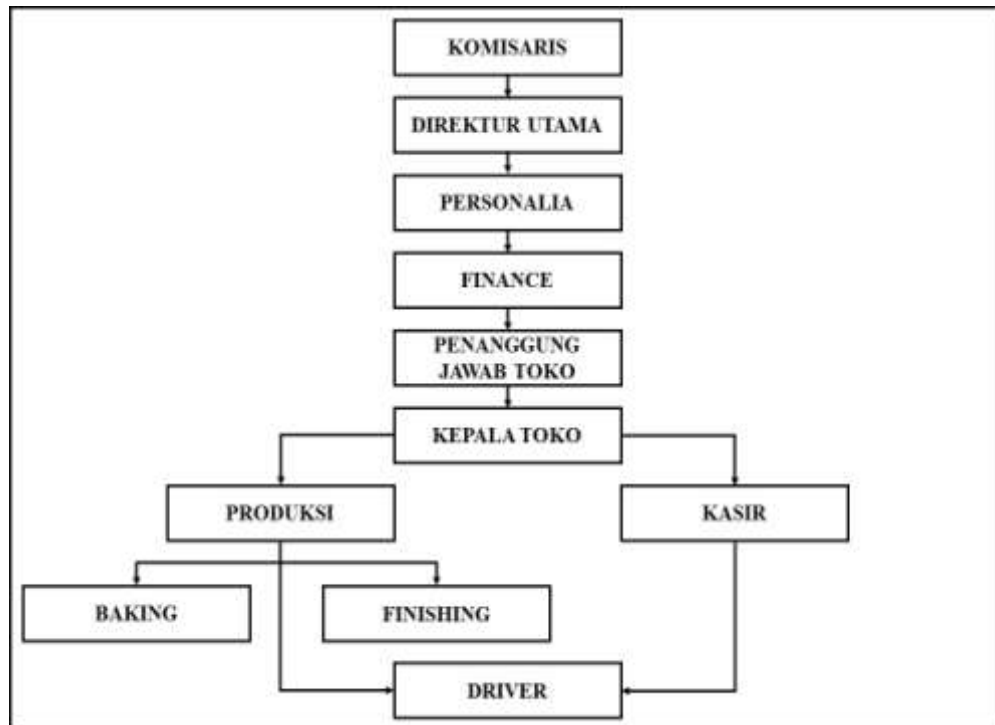 KOMISARIS
DIREKTUR UTAMA
PERSONALIA
FINANCE
PENANGGUNG
JAWAB TOKO
KEPALA TOKO
PRODUKSI
KASIR
BAKING
FINISHING
DRIVER